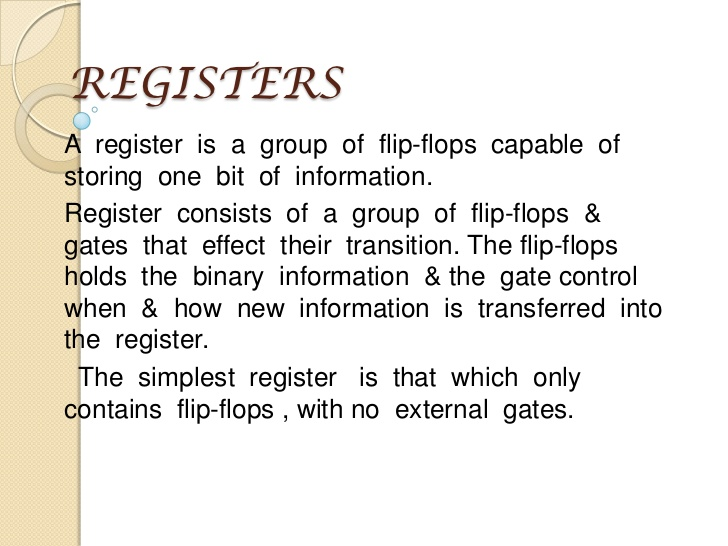 REGISTERS
A register is a group of flip-flops capable of
storing one bit of information.
Register consists of a group of flip-flops &
gates that effect their transition. The flip-flops
holds the binary information & the gate control
when & how new information is transferred into
the register.
The simplest register is that which only
contains flip-flops , with no external gates.